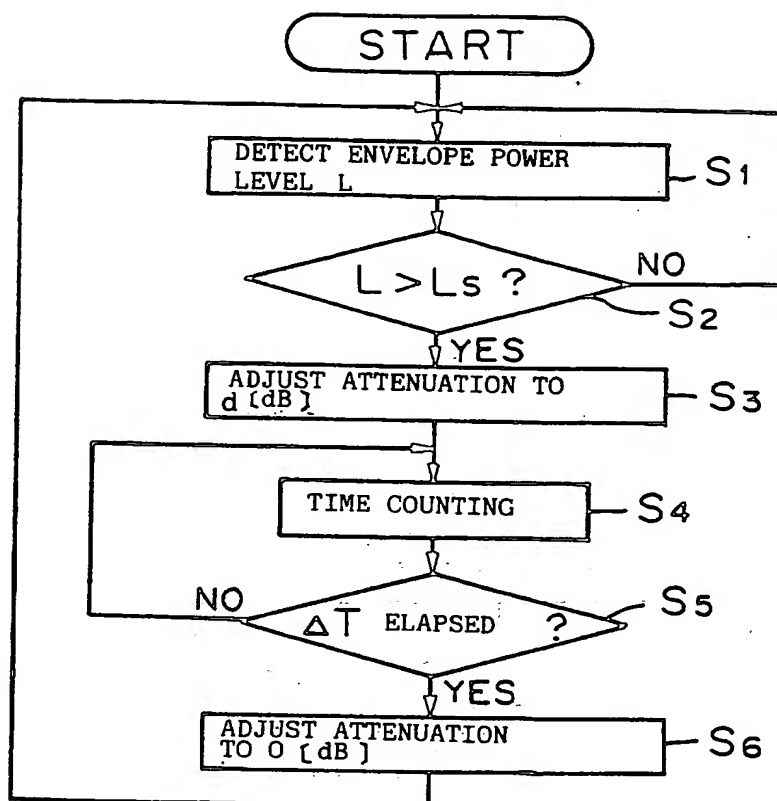 START
DETECT ENVELOPE POWER
LEVEL L
S1
L > Ls ?
NO
S2
YES
ADJUST ATTENUATION TO
d [dB]
S3
TIME COUNTING
S4
NO
ΔT ELAPSED ?
S5
YES
ADJUST ATTENUATION
TO 0 [dB]
S6